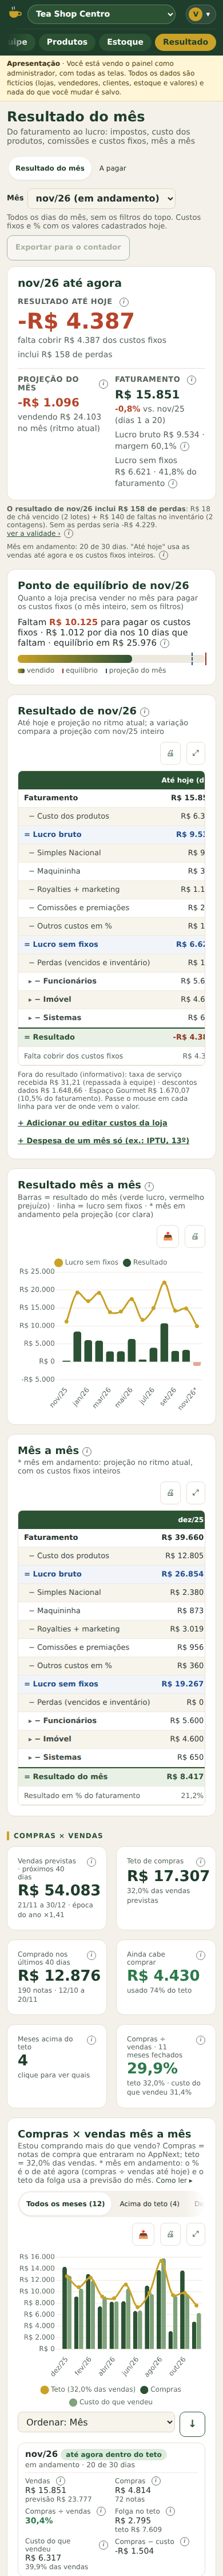 Tea Shop Centro
V
uipe Produtos Estoque Resultado
Apresentação · Você está vendo o painel como
administrador, com todas as telas. Todos os dados são
fictícios (lojas, vendedores, clientes, estoque e valores) e
nada do que você mudar é salvo.
Resultado do mês
Do faturamento ao lucro: impostos, custo dos
produtos, comissões e custos fixos, mês a mês
Resultado do mês A pagar
Mês nov/26 (em andamento)
Todos os dias do mês, sem os filtros do topo. Custos
fixos e % com os valores cadastrados hoje.
Exportar para o contador
nov/26 até agora
RESULTADO ATÉ HOJE
-R$ 4.387
falta cobrir R$ 4.387 dos custos fixos
inclui R$ 158 de perdas
PROJEÇÃO DO
MÊS
-R$ 1.096
vendendo R$ 24.103
no mês (ritmo atual)
FATURAMENTO
R$ 15.851
-0,8% vs. nov/25
(dias 1 a 20)
Lucro bruto R$ 9.534 ·
margem 60,1%
Lucro sem fixos
R$ 6.621 · 41,8% do
faturamento
O resultado de nov/26 inclui R$ 158 de perdas: R$ 18
de chá vencido (2 lotes) + R$ 140 de faltas no inventário (2
contagens). Sem as perdas seria -R$ 4.229.
ver a validade ›
Mês em andamento: 20 de 30 dias. "Até hoje" usa as
vendas até agora e os custos fixos inteiros.
Ponto de equilíbrio de nov/26
Quanto a loja precisa vender no mês para pagar
os custos fixos (o mês inteiro, sem os filtros)
Faltam R$ 10.125 para pagar os custos
fixos · R$ 1.012 por dia nos 10 dias que
faltam · equilíbrio em R$ 25.976
vendido equilíbrio projeção do mês
Resultado de nov/26
Até hoje e projeção no ritmo atual; a variação
compara a projeção com nov/25 inteiro
Até hoje (d
Faturamento R$ 15.85
− Custo dos produtos R$ 6.3
= Lucro bruto R$ 9.53
− Simples Nacional R$ 9
− Maquininha R$ 3
− Royalties + marketing R$ 1.1
− Comissões e premiações R$ 2
− Outros custos em % R$ 1
= Lucro sem fixos R$ 6.62
− Perdas (vencidos e inventário) R$ 1
▸ − Funcionários R$ 5.6
▸ − Imóvel R$ 4.6
▸ − Sistemas R$ 6
= Resultado -R$ 4.38
Falta cobrir dos custos fixos R$ 4.3
Fora do resultado (informativo): taxa de serviço
recebida R$ 31,21 (repassada à equipe) · descontos
dados R$ 1.648,66 · Espaço Gourmet R$ 1.670,07
(10,5% do faturamento). Passe o mouse em cada
linha para ver de onde vem o valor.
+ Adicionar ou editar custos da loja
+ Despesa de um mês só (ex.: IPTU, 13º)
Resultado mês a mês
Barras = resultado do mês (verde lucro, vermelho
prejuízo) · linha = lucro sem fixos · * mês em
andamento pela projeção (cor clara)
Lucro sem fixos Resultado
R$ 25.000
R$ 20.000
R$ 15.000
R$ 10.000
R$ 5.000
R$ 0
-R$ 5.000
nov/25 jan/26 mar/26 mai/26 jul/26 set/26 nov/26*
Mês a mês
* mês em andamento: projeção no ritmo atual,
com os custos fixos inteiros
dez/25
Faturamento R$ 39.660
− Custo dos produtos R$ 12.805
= Lucro bruto R$ 26.854
− Simples Nacional R$ 2.380
− Maquininha R$ 873
− Royalties + marketing R$ 3.019
− Comissões e premiações R$ 956
− Outros custos em % R$ 360
= Lucro sem fixos R$ 19.267
− Perdas (vencidos e inventário) R$ 0
▸ − Funcionários R$ 5.600
▸ − Imóvel R$ 4.600
▸ − Sistemas R$ 650
= Resultado do mês R$ 8.417
Resultado em % do faturamento 21,2%
COMPRAS × VENDAS
Vendas previstas
· próximos 40
dias
R$ 54.083
21/11 a 30/12 · época
do ano ×1,41
Teto de compras
R$ 17.307
32,0% das vendas
previstas
Comprado nos
últimos 40 dias
R$ 12.876
190 notas · 12/10 a
20/11
Ainda cabe
comprar
R$ 4.430
usado 74% do teto
Meses acima do
teto
4
clique para ver quais
Compras ÷
vendas · 11
meses fechados
29,9%
teto 32,0% · custo do
que vendeu 31,4%
Compras × vendas mês a mês
Estou comprando mais do que vendo? Compras =
notas de compra que entraram no AppNext; teto
= 32,0% das vendas. * mês em andamento: o %
é o de até agora (compras ÷ vendas até hoje) e o
teto da folga usa a previsão do mês. Como ler ▸
Todos os meses (12) Acima do teto (4) De
R$ 16.000
R$ 14.000
R$ 12.000
R$ 10.000
R$ 8.000
R$ 6.000
R$ 4.000
R$ 2.000
R$ 0
dez/25 fev/26 abr/26 jun/26 ago/26 out/26
Teto (32,0% das vendas) Compras
Custo do que vendeu
Ordenar: Mês ↓
nov/26 até agora dentro do teto
em andamento · 20 de 30 dias
Vendas
R$ 15.851
previsão R$ 23.777
Compras
R$ 4.814
72 notas
Compras ÷ vendas
30,4%
Folga no teto
R$ 2.795
teto R$ 7.609
Custo do que
vendeu
R$ 6.317
39,9% das vendas
Compras − custo
-R$ 1.504